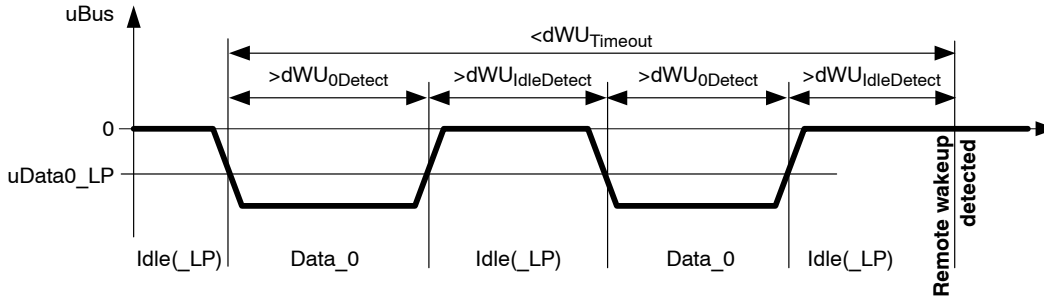 uBus
<dWUTimeout
>dWU0Detect >dWUIdleDetect >dWU0Detect >dWUIdleDetect
0
uData0_LP
Idle(_LP) Data_0 Idle(_LP) Data_0 Idle(_LP)
Remote wakeup
detected